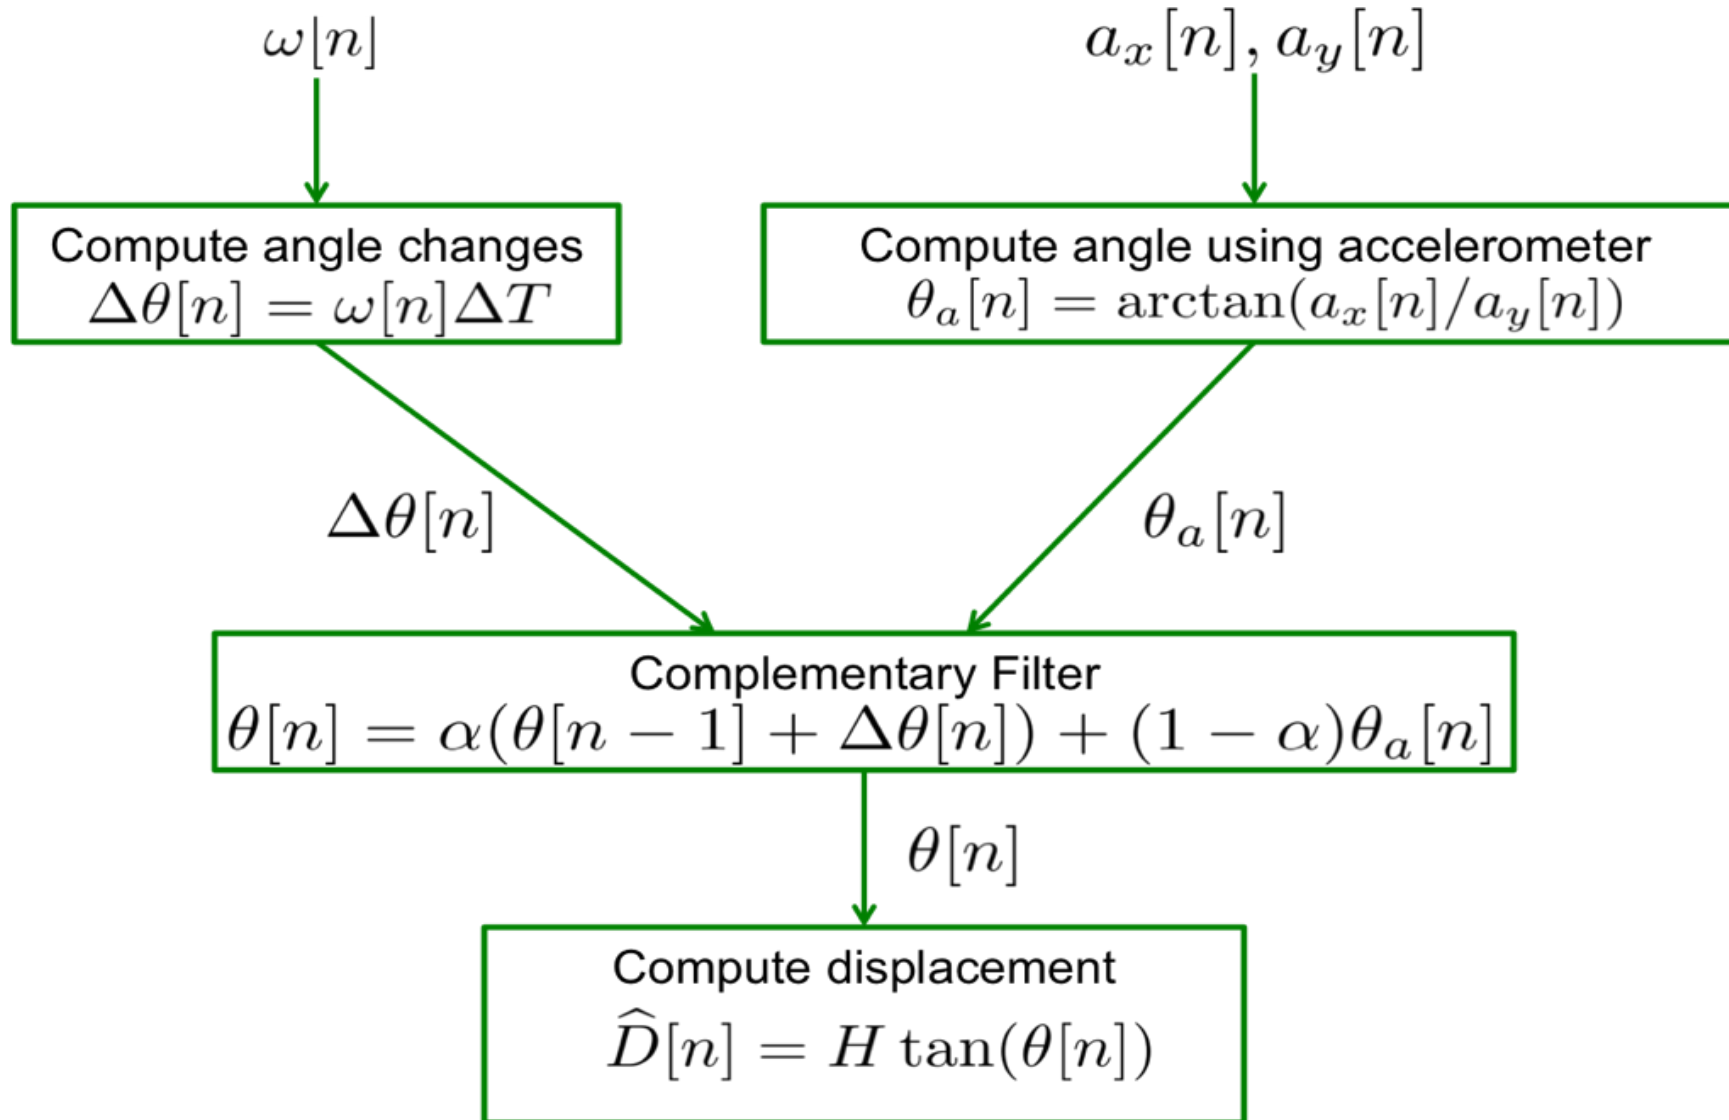 ω[n]
a_x[n], a_y[n]
Compute angle changes
Δθ[n] = ω[n]ΔT
Compute angle using accelerometer
θ_a[n] = arctan(a_x[n]/a_y[n])
Δθ[n]
θ_a[n]
Complementary Filter
θ[n] = α(θ[n − 1] + Δθ[n]) + (1 − α)θ_a[n]
θ[n]
Compute displacement
D̂[n] = H tan(θ[n])